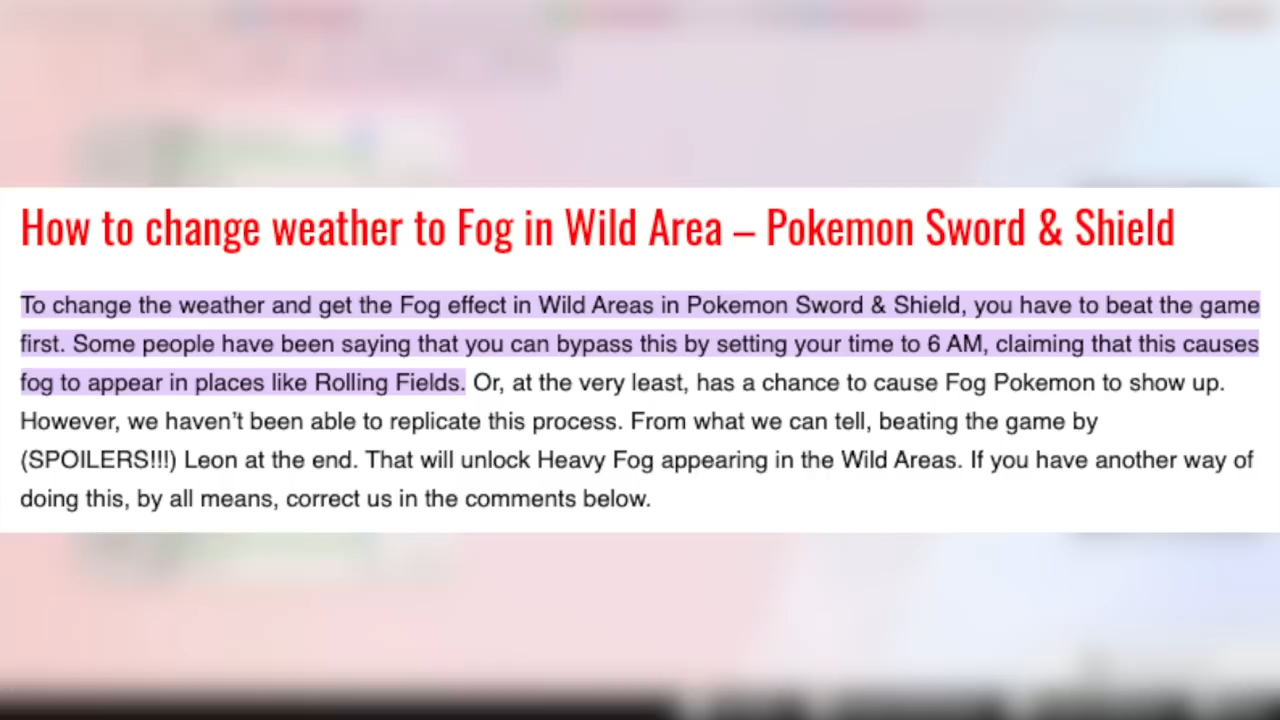 How to change weather to Fog in Wild Area – Pokemon Sword & Shield
To change the weather and get the Fog effect in Wild Areas in Pokemon Sword & Shield, you have to beat the game
first. Some people have been saying that you can bypass this by setting your time to 6 AM, claiming that this causes
fog to appear in places like Rolling Fields. Or, at the very least, has a chance to cause Fog Pokemon to show up.
However, we haven’t been able to replicate this process. From what we can tell, beating the game by
(SPOILERS!!!) Leon at the end. That will unlock Heavy Fog appearing in the Wild Areas. If you have another way of
doing this, by all means, correct us in the comments below.